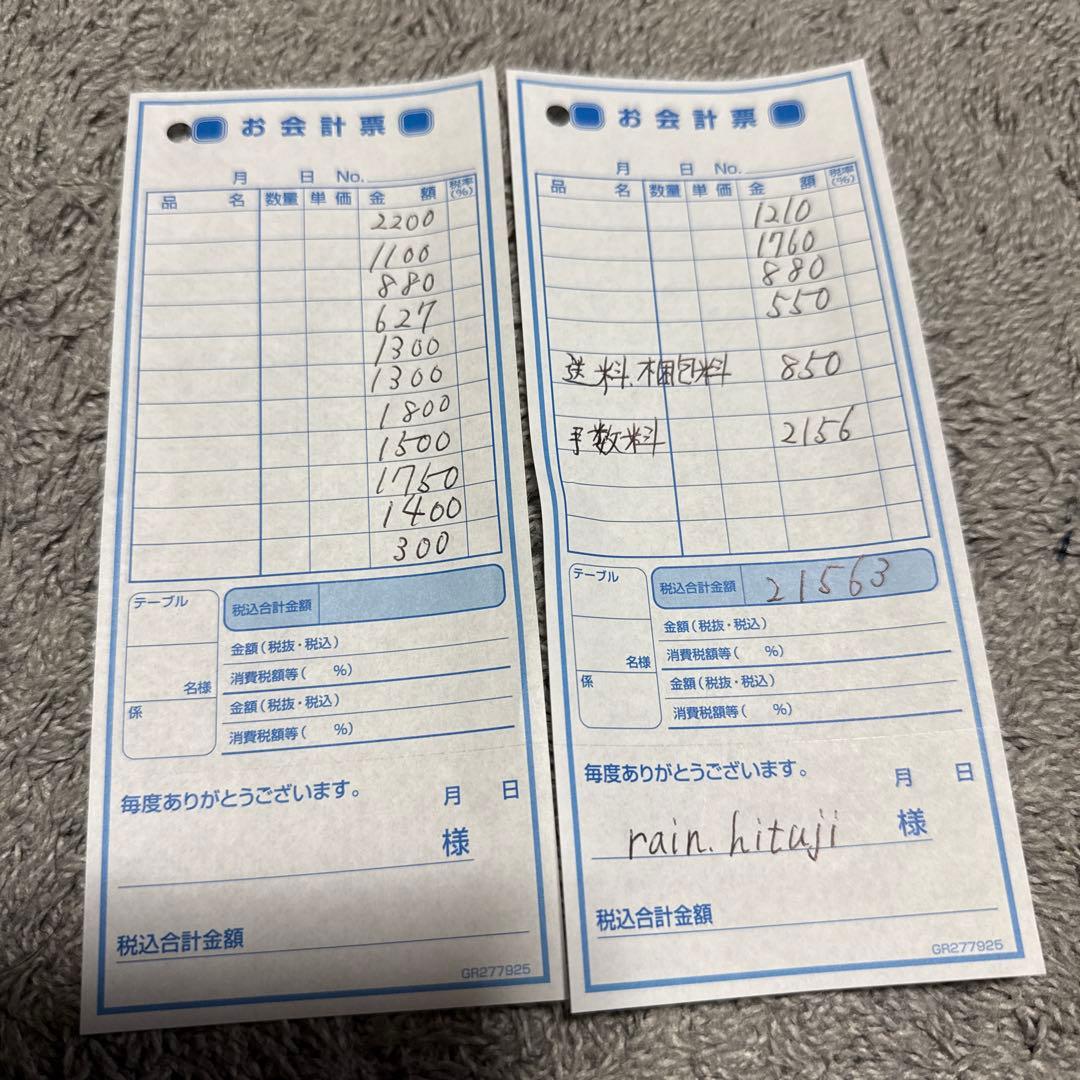 お会計票
月 日 No.
品 名 数量 単価 金 額 税率(%)
2200
1100
880
627
1300
1300
1800
1500
1750
1400
300
テーブル
税込合計金額
金額(税抜・税込)
名様
消費税額等( %)
係
金額(税抜・税込)
消費税額等( %)
毎度ありがとうございます。
月 日
様
税込合計金額
GR277925
お会計票
月 日 No.
品 名 数量 単価 金 額 税率(%)
1210
1760
880
550
送料.梱包料 850
手数料 2156
テーブル
税込合計金額 21563
金額(税抜・税込)
名様
消費税額等( %)
係
金額(税抜・税込)
消費税額等( %)
毎度ありがとうございます。
月 日
rain.hituji 様
税込合計金額
GR277925